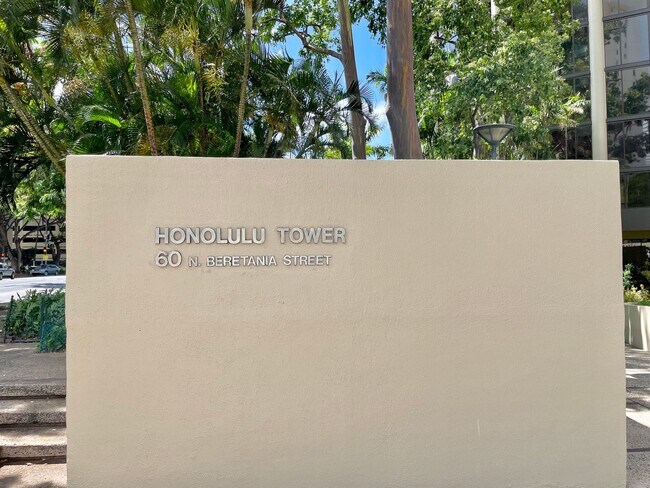 HONOLULU TOWER
60 N. BERETANIA STREET